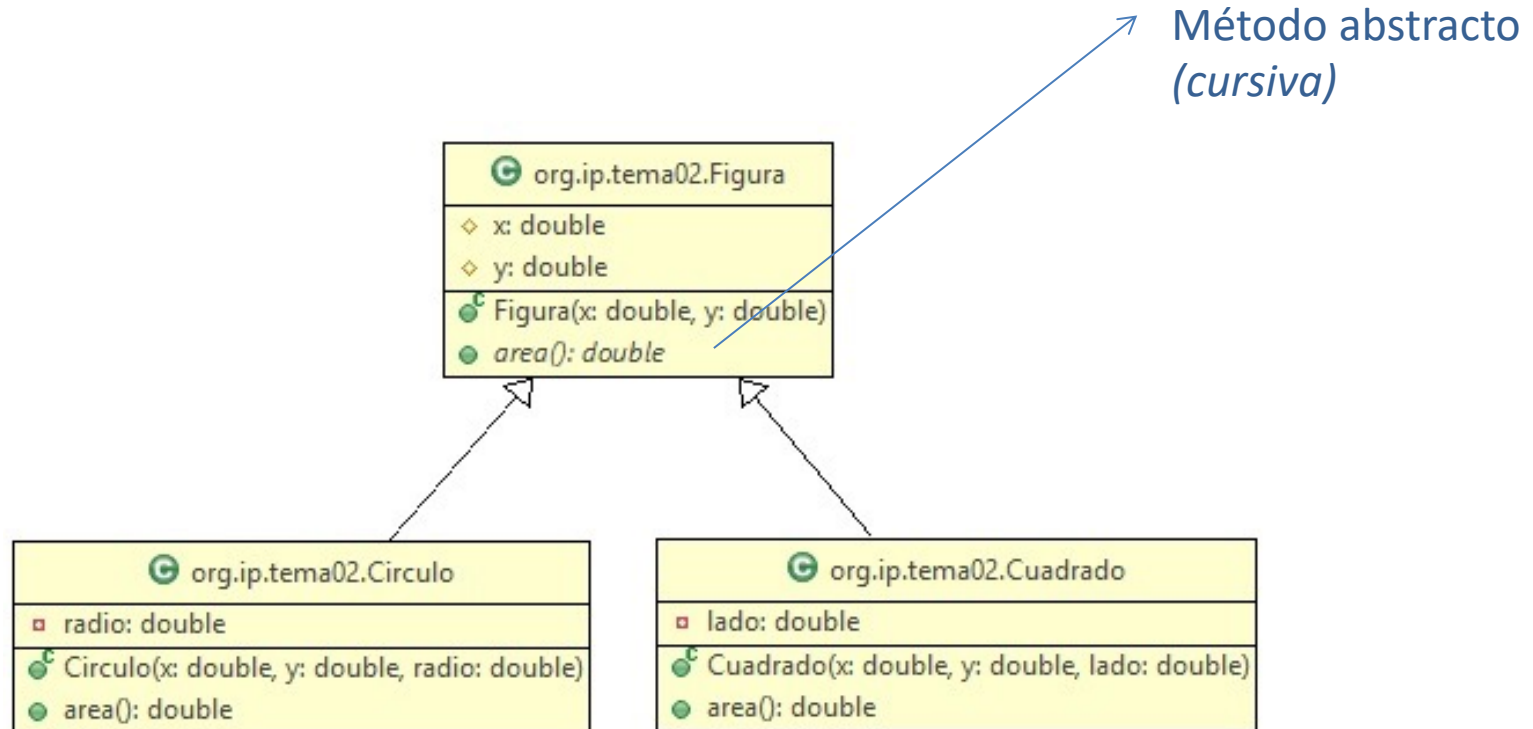 Método abstracto
(cursiva)
org.ip.tema02.Figura
x: double
y: double
Figura(x: double, y: double)
area(): double
org.ip.tema02.Circulo
radio: double
Circulo(x: double, y: double, radio: double)
area(): double
org.ip.tema02.Cuadrado
lado: double
Cuadrado(x: double, y: double, lado: double)
area(): double